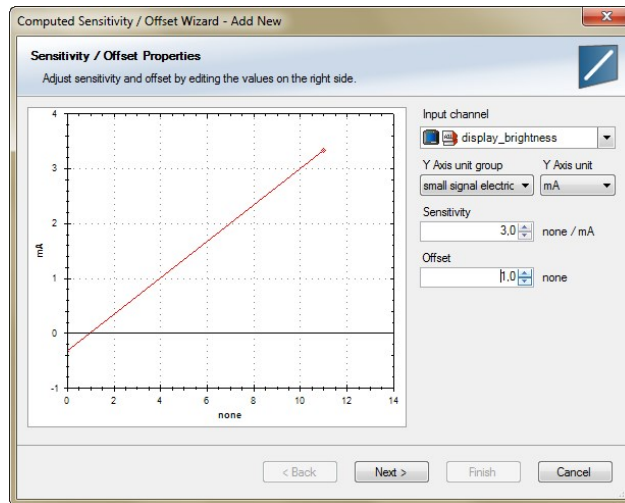 Computed Sensitivity / Offset Wizard - Add New
Sensitivity / Offset Properties
Adjust sensitivity and offset by editing the values on the right side.
4
3
2
1
0
-1
mA
0 2 4 6 8 10 12 14
none
Input channel
display_brightness
Y Axis unit group Y Axis unit
small signal electric mA
Sensitivity
3,0 none / mA
Offset
1.0 none
< Back Next > Finish Cancel